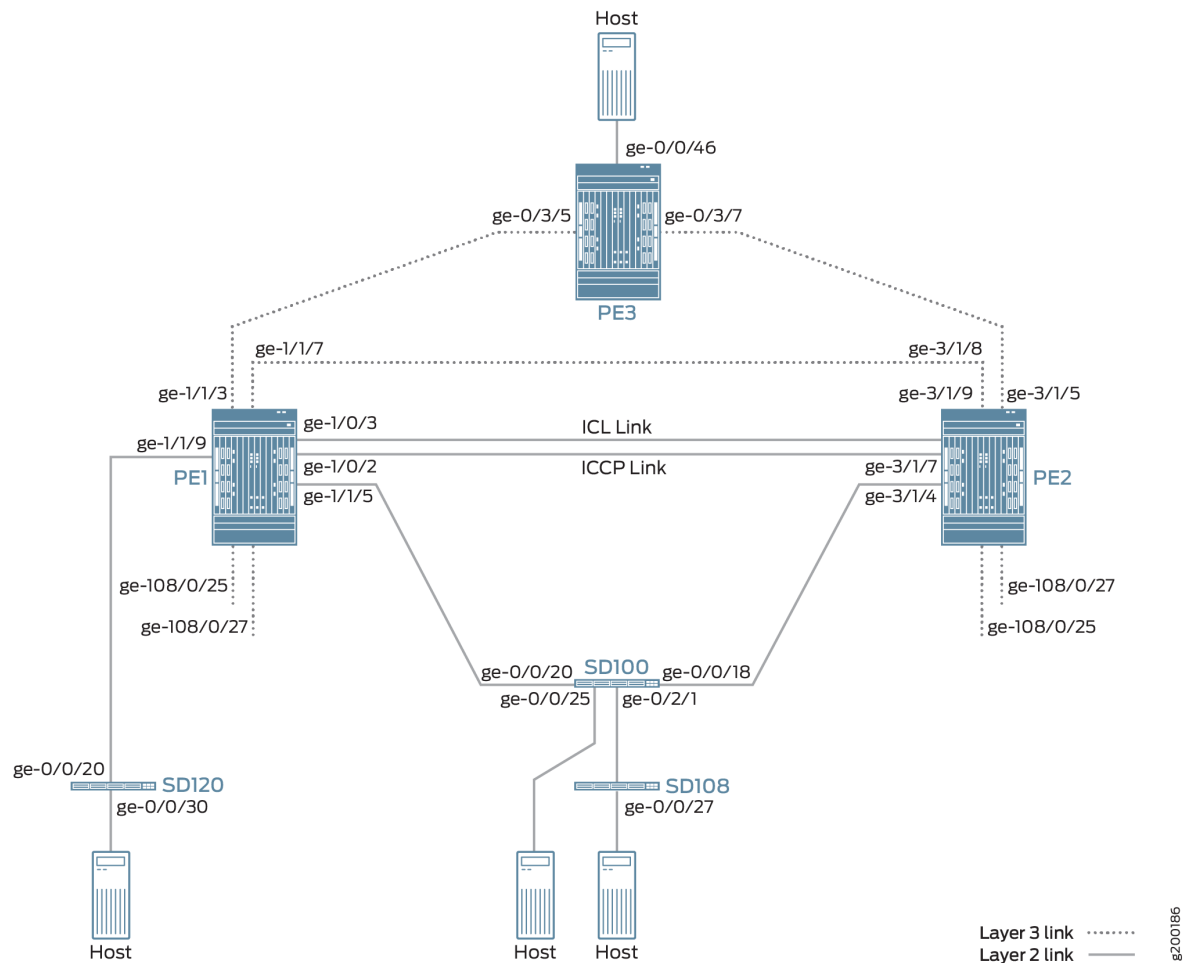 Host
ge-0/0/46
ge-0/3/5
ge-0/3/7
PE3
ge-1/1/7
ge-3/1/8
ge-1/1/3
ge-3/1/9
ge-3/1/5
ge-1/0/3
ICL Link
ge-1/1/9
ge-1/0/2
ICCP Link
ge-3/1/7
PE1
PE2
ge-1/1/5
ge-3/1/4
ge-108/0/25
ge-108/0/27
ge-108/0/27
ge-108/0/25
SD100
ge-0/0/20
ge-0/0/18
ge-0/0/25
ge-0/2/1
ge-0/0/20
SD120
SD108
ge-0/0/30
ge-0/0/27
Host
Host
Host
Layer 3 link
Layer 2 link
g200186